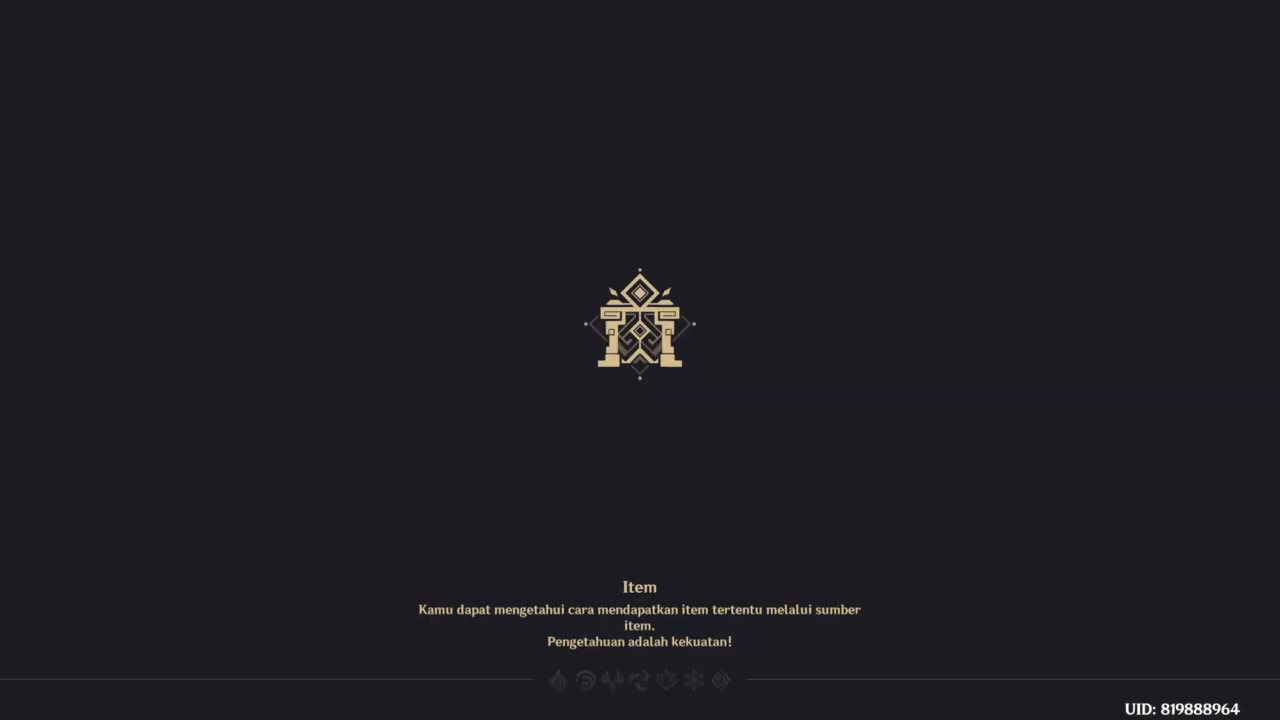 Item
Kamu dapat mengetahui cara mendapatkan item tertentu melalui sumber
item.
Pengetahuan adalah kekuatan!
UID: 819888964